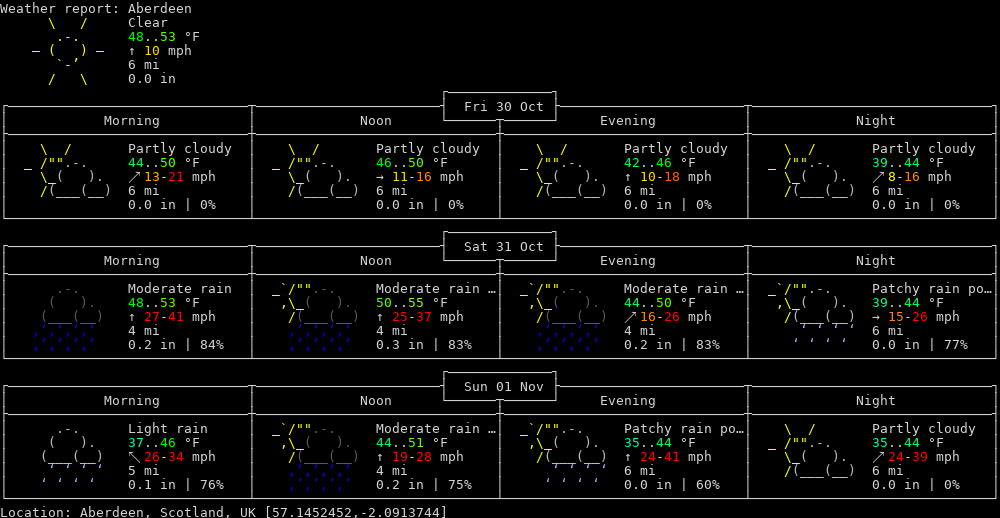 Weather report: Aberdeen
Clear
48..53 °F
↑ 10 mph
6 mi
0.0 in
Fri 30 Oct
Morning Noon Evening Night
Partly cloudy Partly cloudy Partly cloudy Partly cloudy
44..50 °F 46..50 °F 42..46 °F 39..44 °F
↗ 13-21 mph → 11-16 mph ↑ 10-18 mph ↗ 8-16 mph
6 mi 6 mi 6 mi 6 mi
0.0 in | 0% 0.0 in | 0% 0.0 in | 0% 0.0 in | 0%
Sat 31 Oct
Morning Noon Evening Night
Moderate rain Moderate rain … Moderate rain … Patchy rain po…
48..53 °F 50..55 °F 44..50 °F 39..44 °F
↑ 27-41 mph ↑ 25-37 mph ↗ 16-26 mph → 15-26 mph
4 mi 4 mi 4 mi 6 mi
0.2 in | 84% 0.3 in | 83% 0.2 in | 83% 0.0 in | 77%
Sun 01 Nov
Morning Noon Evening Night
Light rain Moderate rain … Patchy rain po… Partly cloudy
37..46 °F 44..51 °F 35..44 °F 35..44 °F
↖ 26-34 mph ↑ 19-28 mph ↑ 24-41 mph ↗ 24-39 mph
5 mi 4 mi 6 mi 6 mi
0.1 in | 76% 0.2 in | 75% 0.0 in | 60% 0.0 in | 0%
Location: Aberdeen, Scotland, UK [57.1452452,-2.0913744]